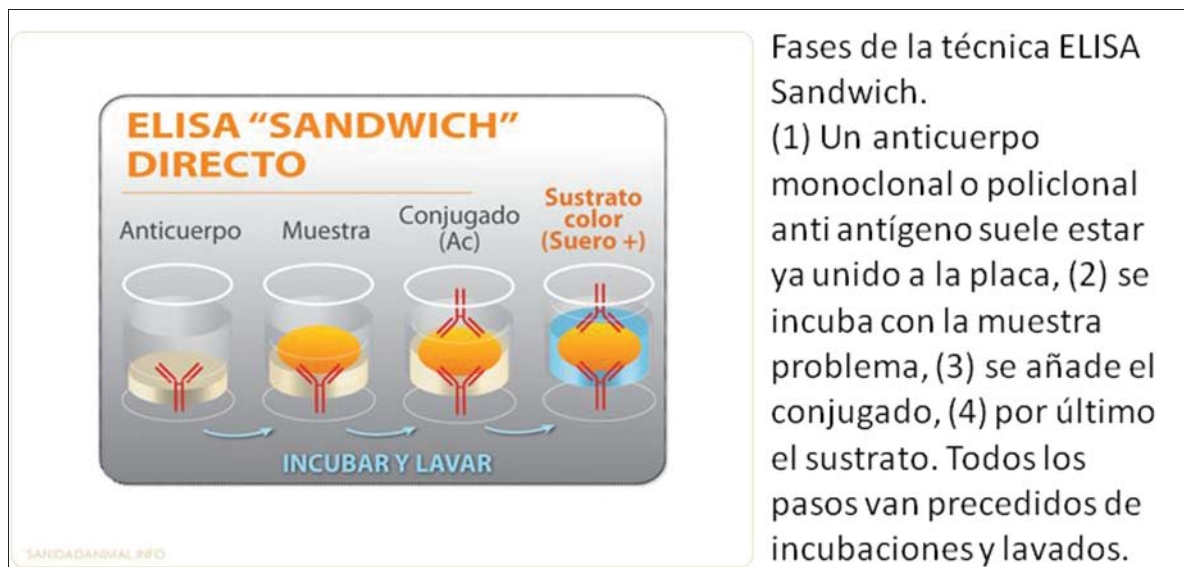 ELISA “SANDWICH”
DIRECTO
Anticuerpo
Muestra
Conjugado
(Ac)
Sustrato
color
(Suero +)
INCUBAR Y LAVAR
SANIDADANIMAL.INFO
Fases de la técnica ELISA
Sandwich.
(1) Un anticuerpo
monoclonal o policlonal
anti antígeno suele estar
ya unido a la placa, (2) se
incuba con la muestra
problema, (3) se añade el
conjugado, (4) por último
el sustrato. Todos los
pasos van precedidos de
incubaciones y lavados.